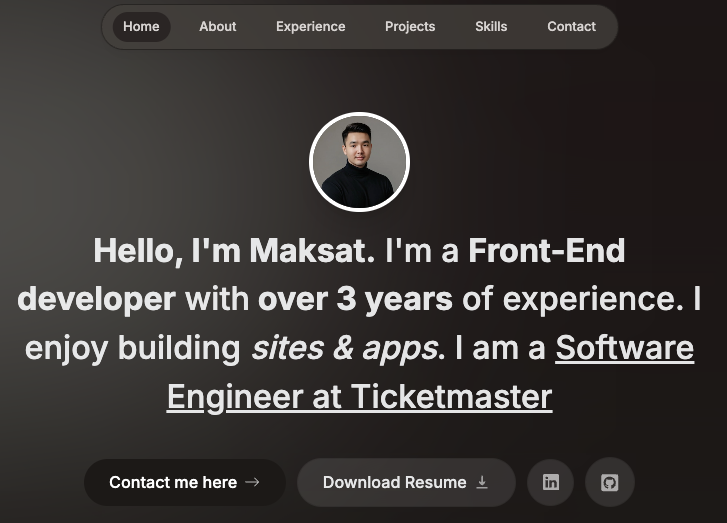 Home About Experience Projects Skills Contact
Hello, I'm Maksat. I'm a Front-End
developer with over 3 years of experience. I
enjoy building sites & apps. I am a Software
Engineer at Ticketmaster
Contact me here → Download Resume in